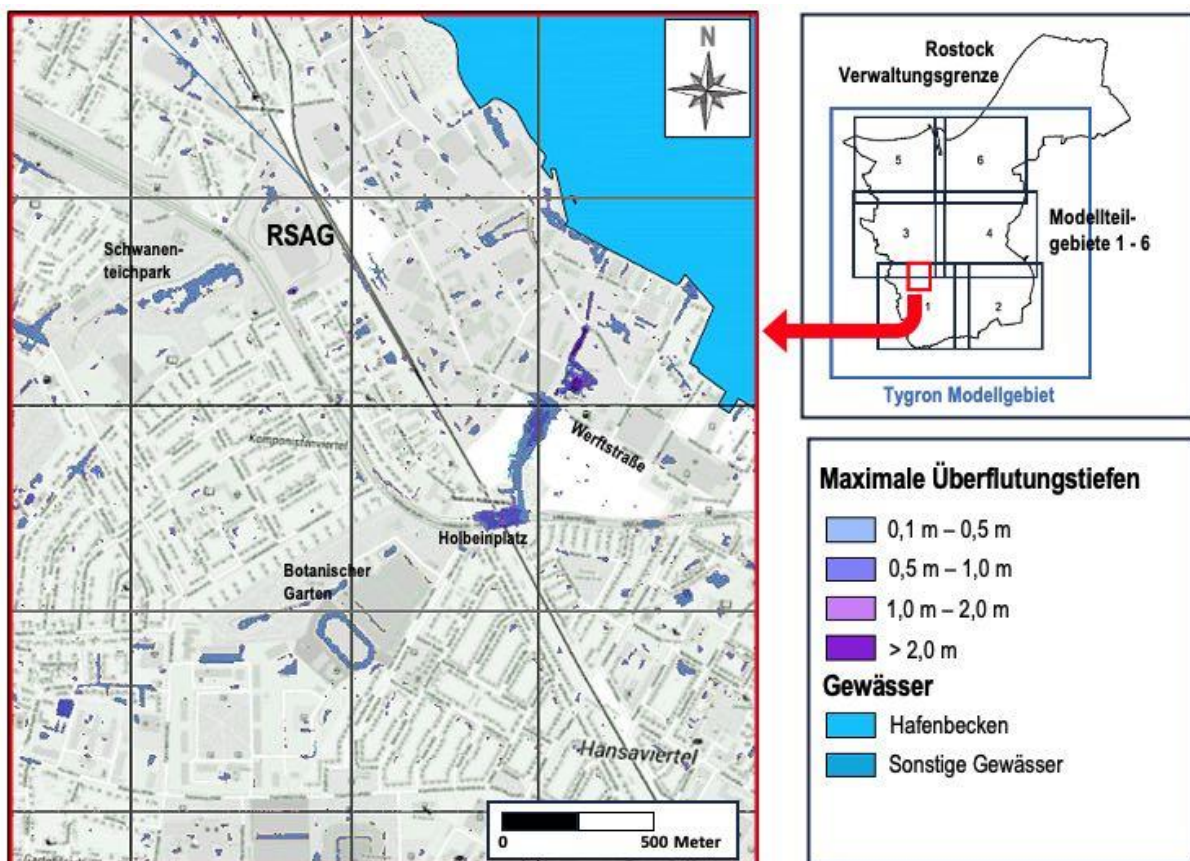 N
RSAG
Schwanen-
teichpark
Komponistenviertel
Werftstraße
Holbeinplatz
Botanischer
Garten
Hansaviertel
0
500 Meter
Rostock
Verwaltungsgrenze
5
6
3
4
1
2
Modellteil-
gebiete 1 - 6
Tygron Modellgebiet
Maximale Überflutungstiefen
0,1 m – 0,5 m
0,5 m – 1,0 m
1,0 m – 2,0 m
> 2,0 m
Gewässer
Hafenbecken
Sonstige Gewässer